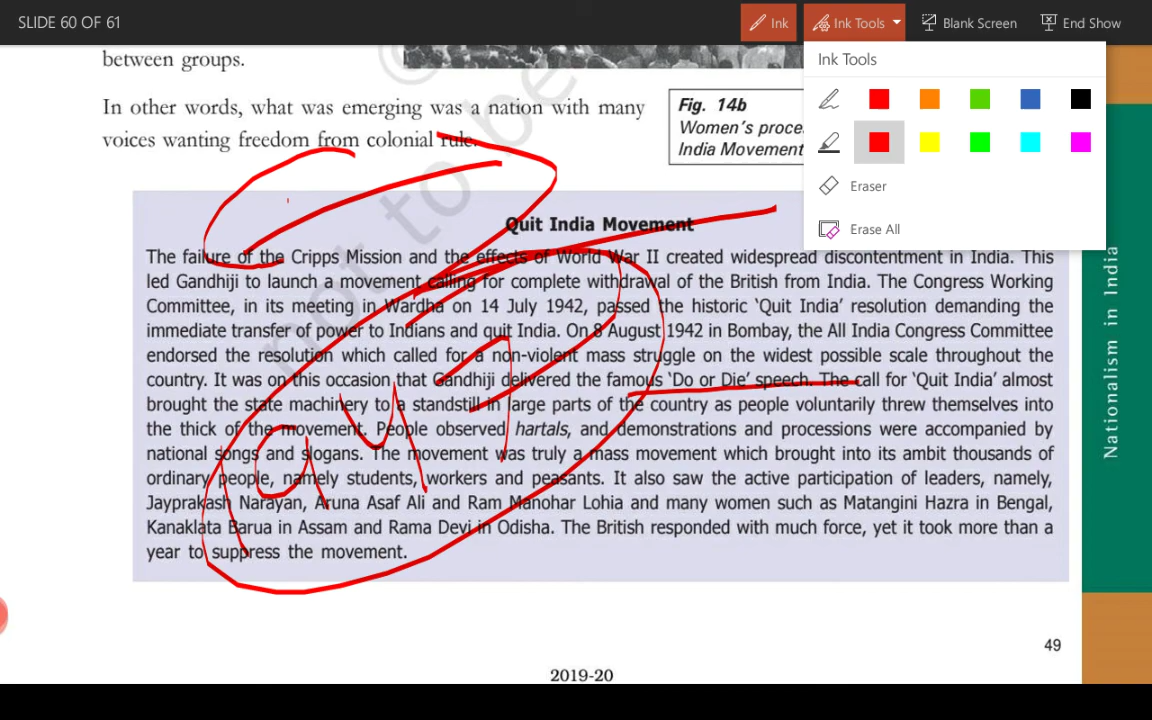 SLIDE 60 OF 61
Ink
Ink Tools
Blank Screen
End Show
Ink Tools
Eraser
Erase All
between groups.
In other words, what was emerging was a nation with many
voices wanting freedom from colonial rule.
Fig. 14b
Women's proce
India Movement
not to be
Quit India Movement
The failure of the Cripps Mission and the effects of World War II created widespread discontentment in India. This
led Gandhiji to launch a movement calling for complete withdrawal of the British from India. The Congress Working
Committee, in its meeting in Wardha on 14 July 1942, passed the historic 'Quit India' resolution demanding the
immediate transfer of power to Indians and quit India. On 8 August 1942 in Bombay, the All India Congress Committee
endorsed the resolution which called for a non-violent mass struggle on the widest possible scale throughout the
country. It was on this occasion that Gandhiji delivered the famous 'Do or Die' speech. The call for 'Quit India' almost
brought the state machinery to a standstill in large parts of the country as people voluntarily threw themselves into
the thick of the movement. People observed hartals, and demonstrations and processions were accompanied by
national songs and slogans. The movement was truly a mass movement which brought into its ambit thousands of
ordinary people, namely students, workers and peasants. It also saw the active participation of leaders, namely,
Jayprakash Narayan, Aruna Asaf Ali and Ram Manohar Lohia and many women such as Matangini Hazra in Bengal,
Kanaklata Barua in Assam and Rama Devi in Odisha. The British responded with much force, yet it took more than a
year to suppress the movement.
Nationalism in India
49
2019-20